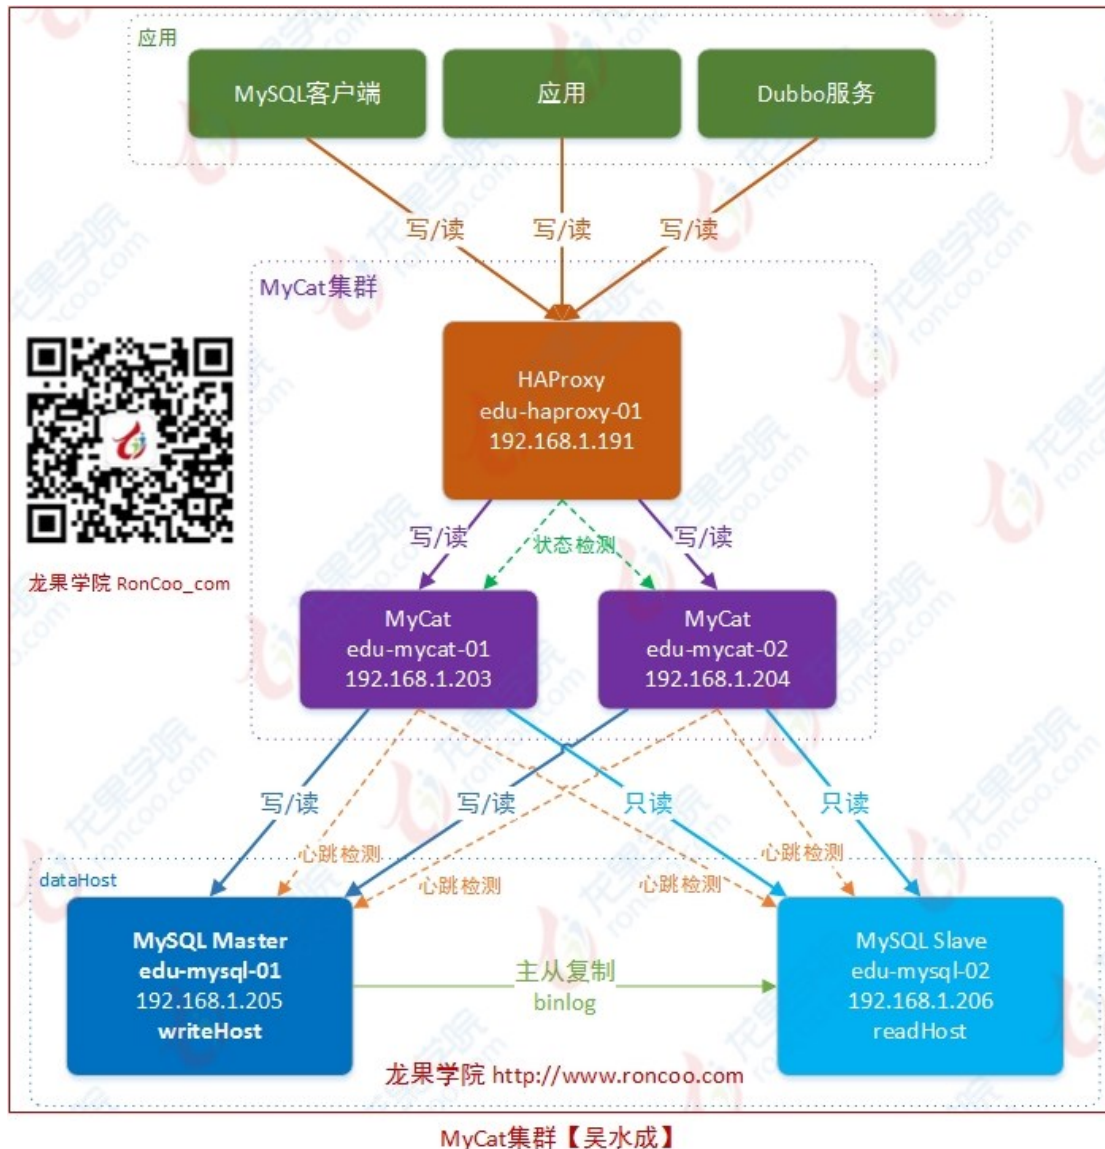 应用
MySQL客户端
应用
Dubbo服务
写/读
写/读
写/读
MyCat集群
HAProxy
edu-haproxy-01
192.168.1.191
龙果学院 RonCoo_com
写/读
状态检测
写/读
MyCat
edu-mycat-01
192.168.1.203
MyCat
edu-mycat-02
192.168.1.204
写/读
写/读
只读
只读
心跳检测
心跳检测
心跳检测
心跳检测
dataHost
MySQL Master
edu-mysql-01
192.168.1.205
writeHost
主从复制
binlog
MySQL Slave
edu-mysql-02
192.168.1.206
readHost
龙果学院 http://www.roncoo.com
MyCat集群【吴水成】
龙果学院
roncoo.com